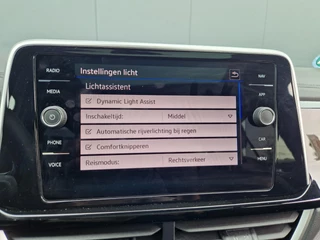 RADIO
MEDIA
PHONE
VOICE
Instellingen licht
Lichtassistent
Dynamic Light Assist
Inschakeltijd: Middel
Automatische rijverlichting bij regen
Comfortknipperen
Reismodus: Rechtsverkeer
NAV
APP
CAR
MENU